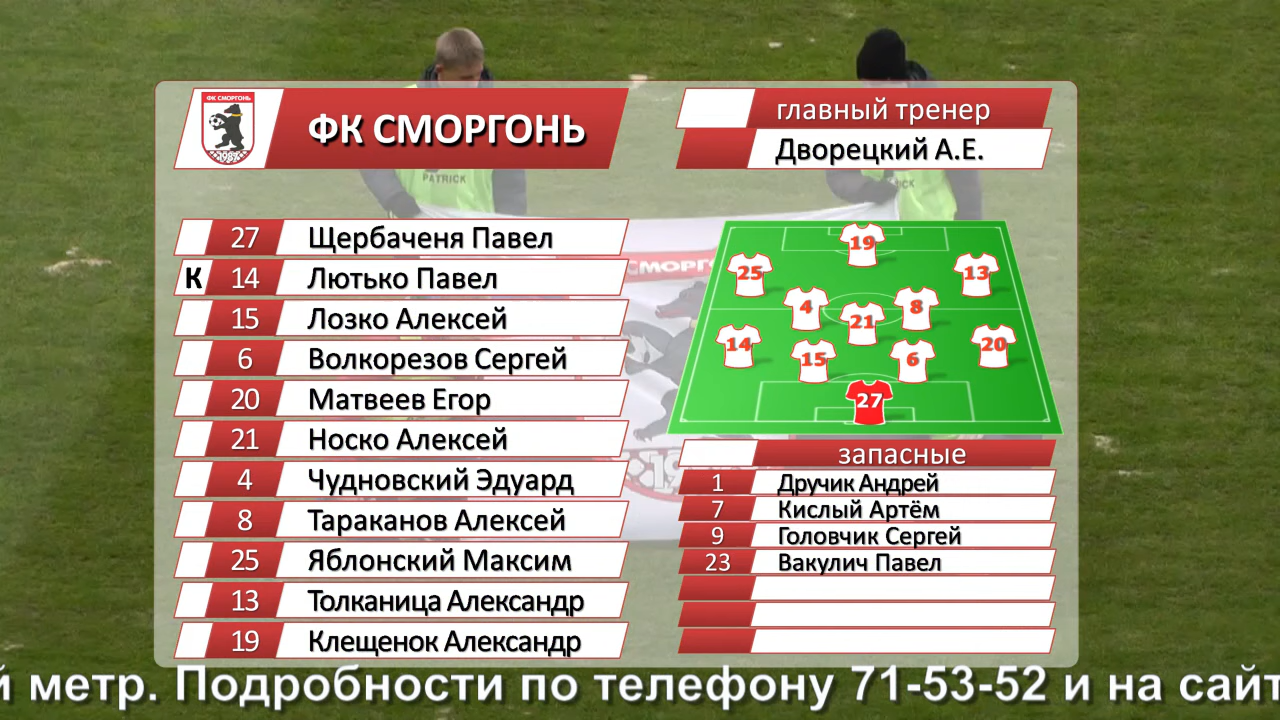 ФК СМОРГОНЬ
ФК СМОРГОНЬ
главный тренер
Дворецкий А.Е.
PATRICK
27 Щербаченя Павел
К 14 Лютько Павел
15 Лозко Алексей
6 Волкорезов Сергей
20 Матвеев Егор
21 Носко Алексей
4 Чудновский Эдуард
8 Тараканов Алексей
25 Яблонский Максим
13 Толканица Александр
19 Клещенок Александр
19
25 13
4 8
21
14 20
15 6
27
запасные
1 Дручик Андрей
7 Кислый Артём
9 Головчик Сергей
23 Вакулич Павел
й метр. Подробности по телефону 71-53-52 и на сайт